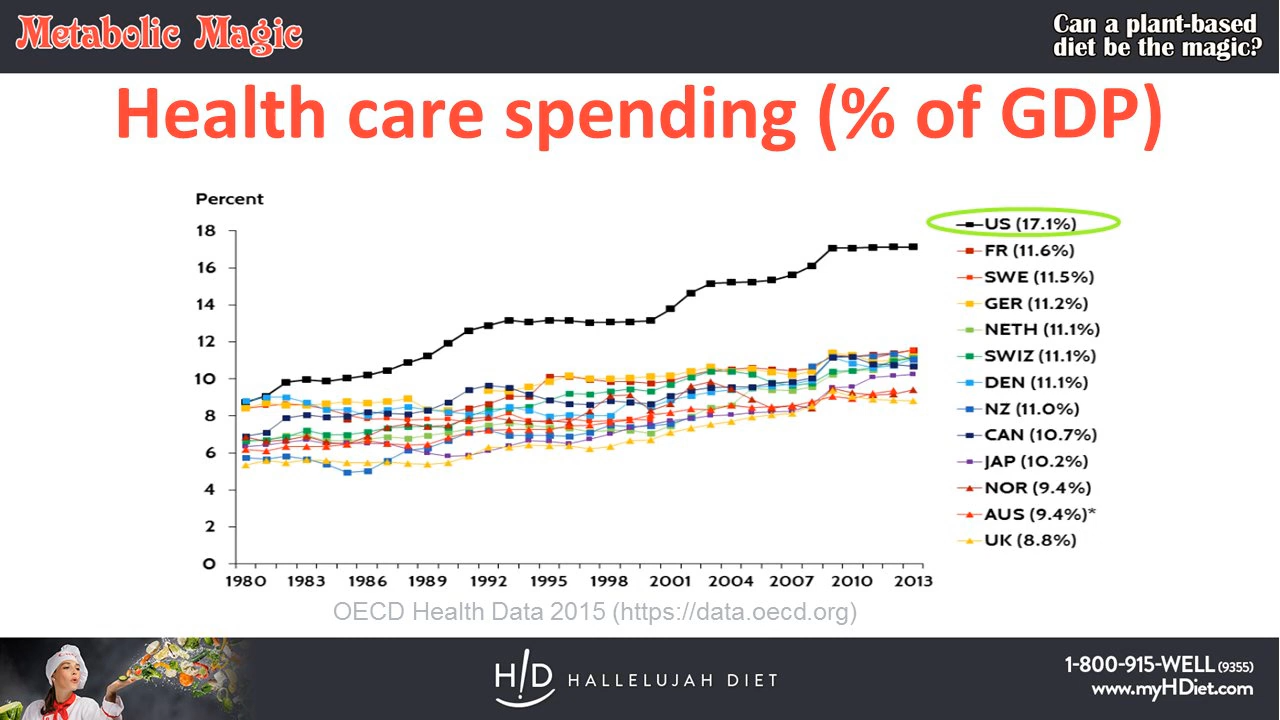 Metabolic Magic
Can a plant-based
diet be the magic?
Health care spending (% of GDP)
Percent
18
16
14
12
10
8
6
4
2
0
1980 1983 1986 1989 1992 1995 1998 2001 2004 2007 2010 2013
US (17.1%)
FR (11.6%)
SWE (11.5%)
GER (11.2%)
NETH (11.1%)
SWIZ (11.1%)
DEN (11.1%)
NZ (11.0%)
CAN (10.7%)
JAP (10.2%)
NOR (9.4%)
AUS (9.4%)*
UK (8.8%)
OECD Health Data 2015 (https://data.oecd.org)
H!D HALLELUJAH DIET
1-800-915-WELL (9355)
www.myHDiet.com